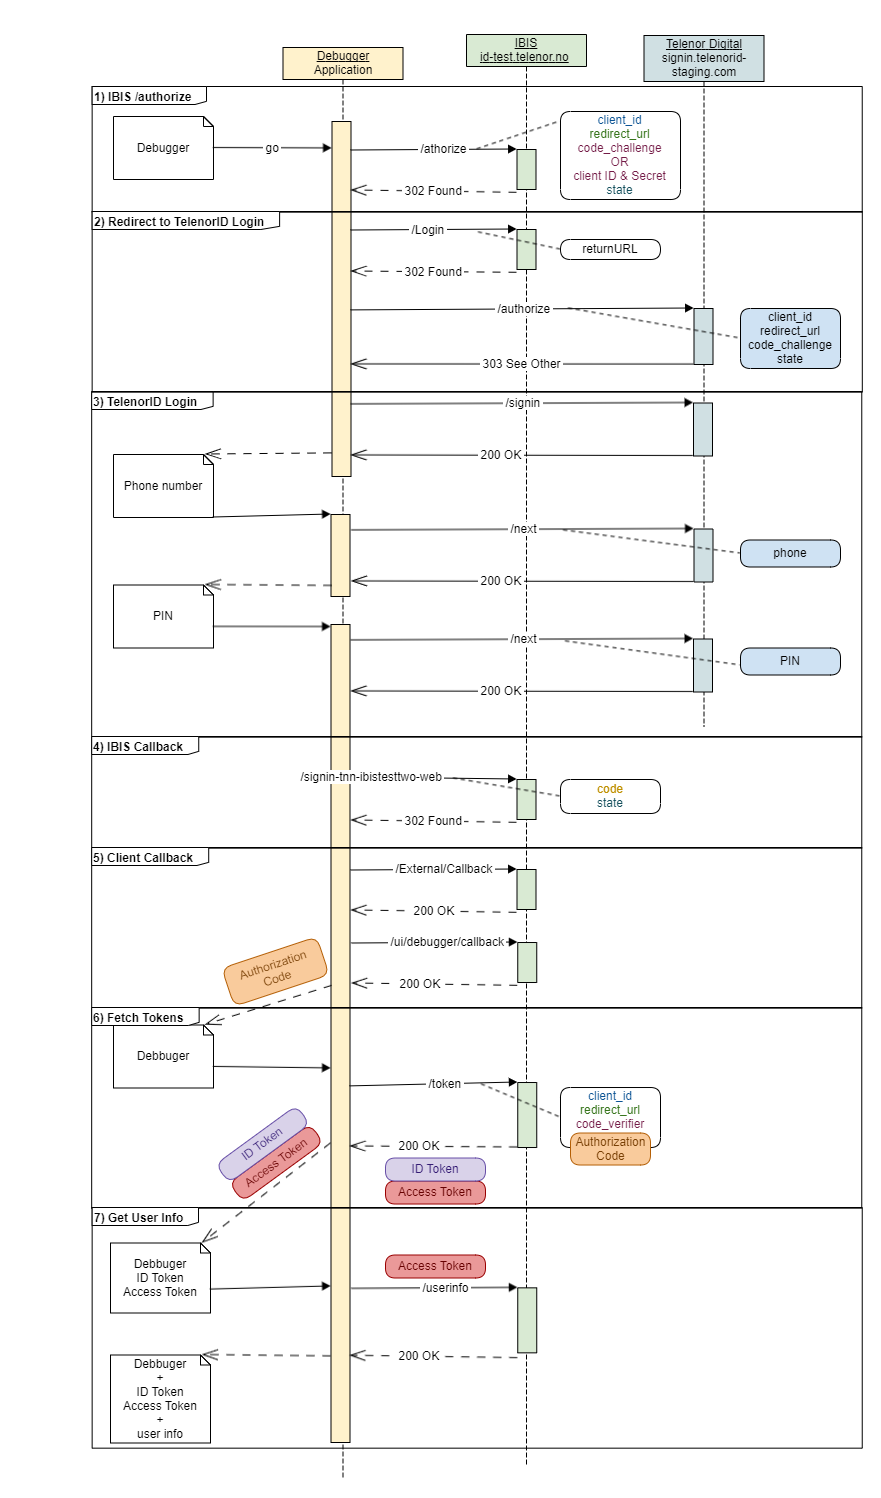 Debugger
Application
IBIS
id-test.telenor.no
Telenor Digital
signin.telenorid-
staging.com
1) IBIS /authorize
Debugger
go
/athorize
client_id
redirect_url
code_challenge
OR
client ID & Secret
state
302 Found
2) Redirect to TelenorID Login
/Login
returnURL
302 Found
/authorize
client_id
redirect_url
code_challenge
state
303 See Other
3) TelenorID Login
/signin
200 OK
Phone number
/next
phone
200 OK
PIN
/next
PIN
200 OK
4) IBIS Callback
/signin-tnn-ibistesttwo-web
code
state
302 Found
5) Client Callback
/External/Callback
200 OK
/ui/debugger/callback
Authorization
Code
200 OK
6) Fetch Tokens
Debbuger
/token
client_id
redirect_url
code_verifier
Authorization
Code
ID Token
Access Token
200 OK
ID Token
Access Token
7) Get User Info
Debbuger
ID Token
Access Token
Access Token
/userinfo
200 OK
Debbuger
+
ID Token
Access Token
+
user info